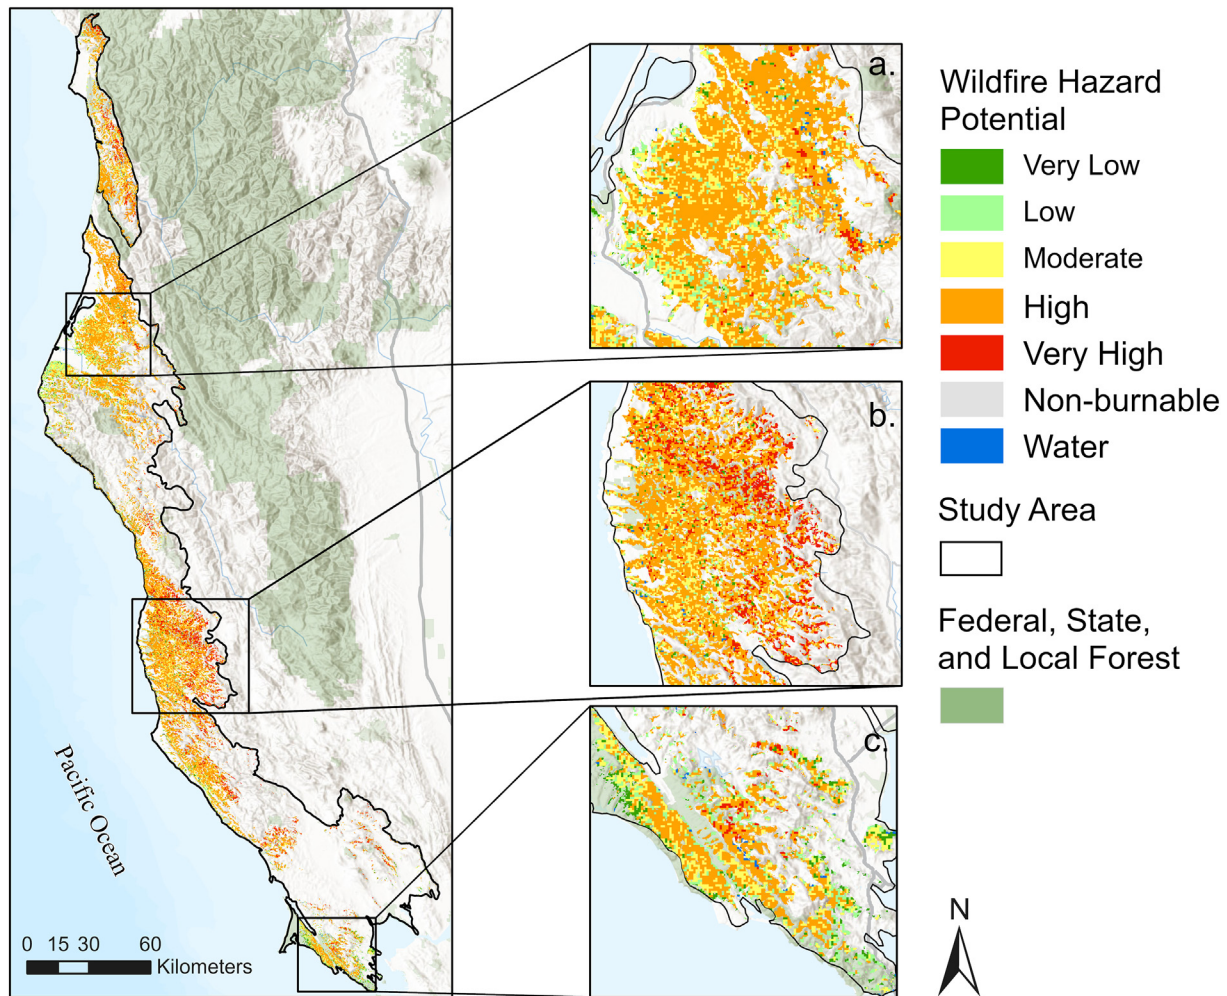 a.
b.
c.
Pacific Ocean
0 15 30 60
Kilometers
Wildfire Hazard
Potential
Very Low
Low
Moderate
High
Very High
Non-burnable
Water
Study Area
Federal, State,
and Local Forest
N